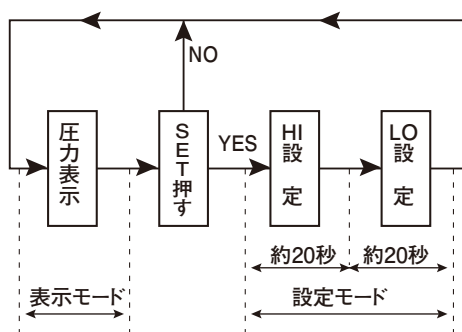 NO
圧力表示
SET押す
YES
HI設定
LO設定
約20秒
約20秒
表示モード
設定モード